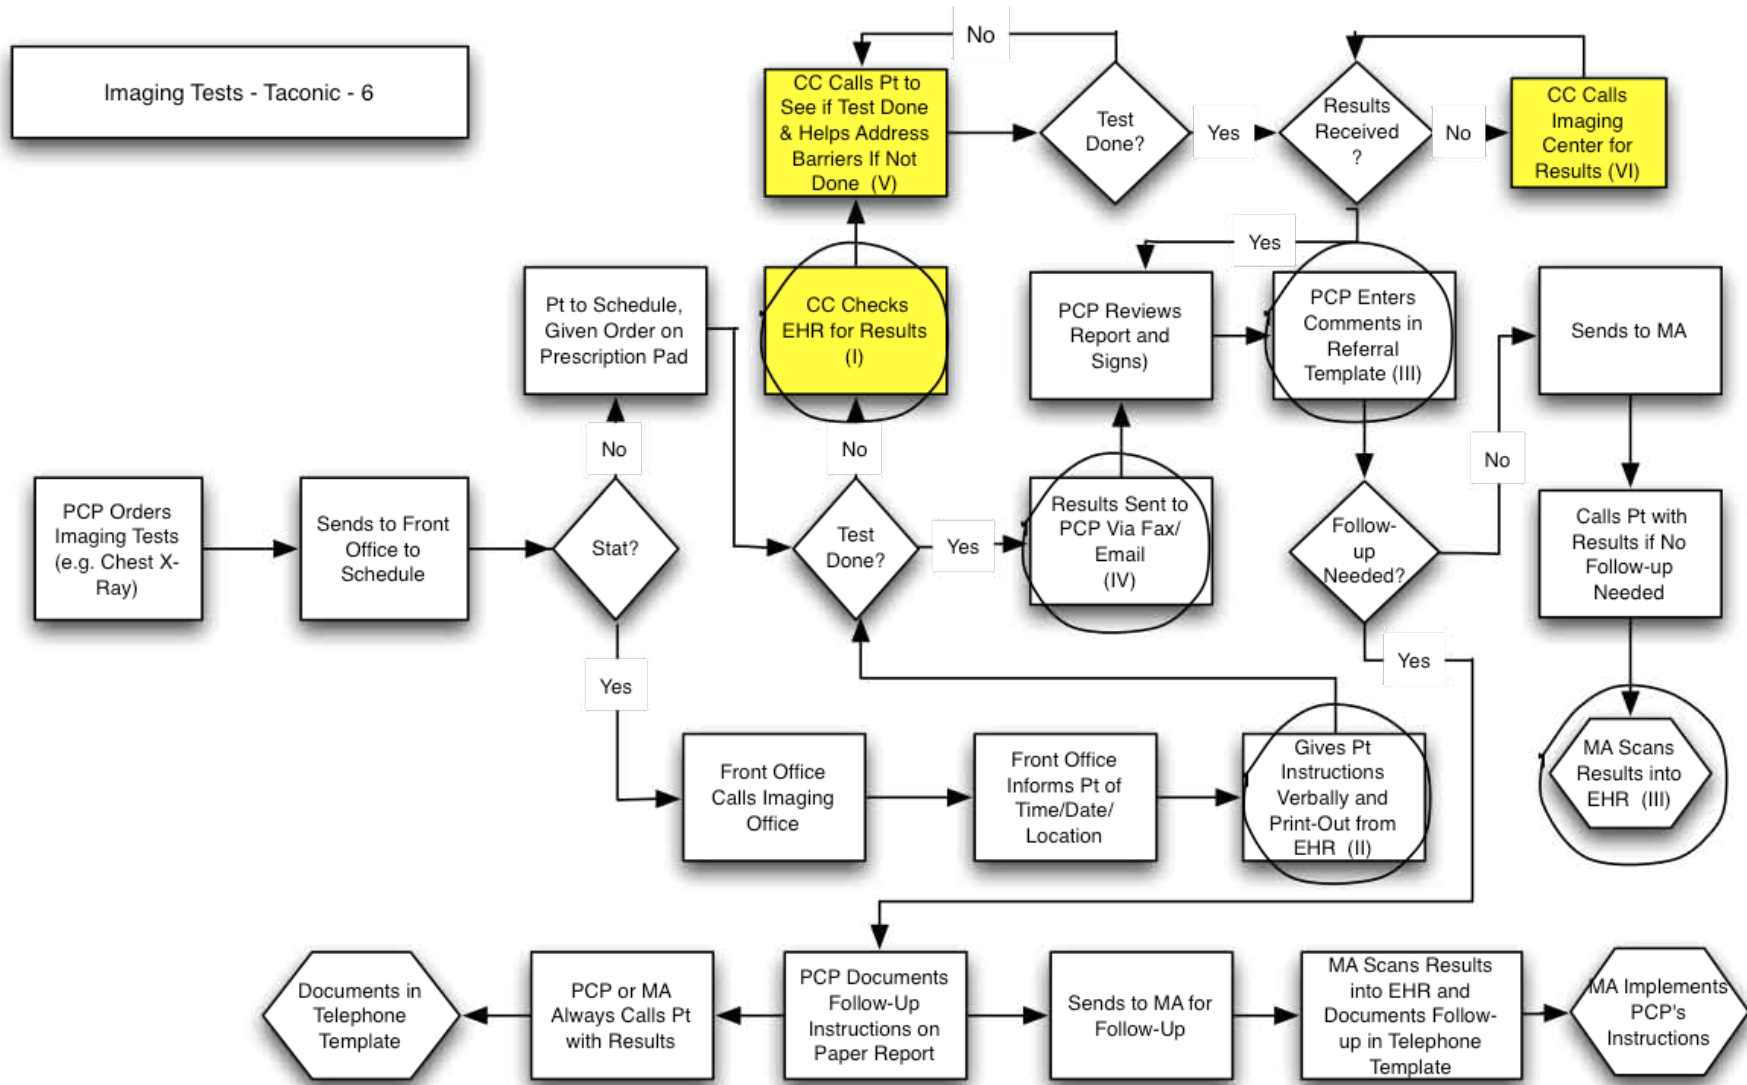 Imaging Tests - Taconic - 6
No
CC Calls Pt to
See if Test Done
& Helps Address
Barriers If Not
Done (V)
Test
Done?
Yes
Results
Received
?
No
CC Calls
Imaging
Center for
Results (VI)
Yes
Pt to Schedule,
Given Order on
Prescription Pad
CC Checks
EHR for Results
(I)
PCP Reviews
Report and
Signs)
PCP Enters
Comments in
Referral
Template (III)
Sends to MA
No
No
No
PCP Orders
Imaging Tests
(e.g. Chest X-
Ray)
Sends to Front
Office to
Schedule
Stat?
Test
Done?
Yes
Results Sent to
PCP Via Fax/
Email
(IV)
Follow-
up
Needed?
Calls Pt with
Results if No
Follow-up
Needed
Yes
Yes
Front Office
Calls Imaging
Office
Front Office
Informs Pt of
Time/Date/
Location
Gives Pt
Instructions
Verbally and
Print-Out from
EHR (II)
MA Scans
Results into
EHR (III)
Documents in
Telephone
Template
PCP or MA
Always Calls Pt
with Results
PCP Documents
Follow-Up
Instructions on
Paper Report
Sends to MA for
Follow-Up
MA Scans Results
into EHR and
Documents Follow-
up in Telephone
Template
MA Implements
PCP's
Instructions